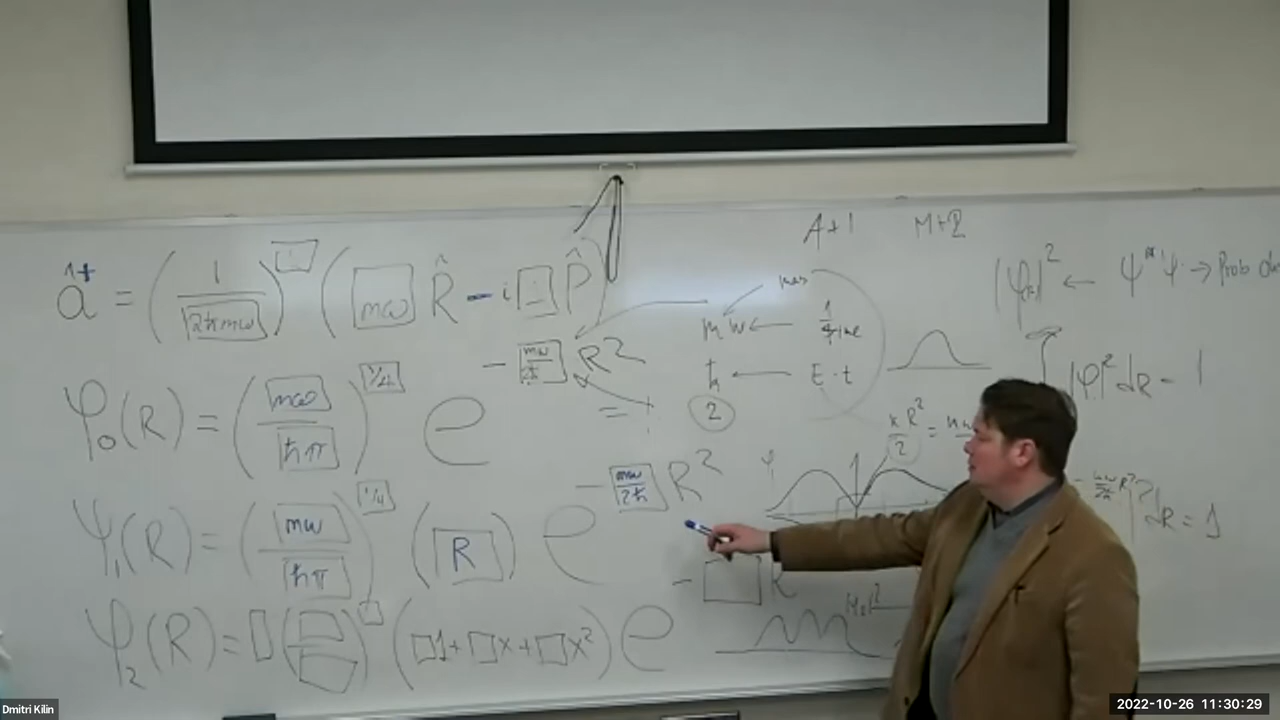 A+1 M+2
â⁺ = (1/√2ħmω)^□ ([mω] R̂ − i□ P̂)
mω ← 1/time
ħ ← E·t
2
|φ|² ← ψ*ψ → Prob
∫|φ|² dR = 1
φ₀(R) = (mω/ħπ)^1/4 e^−[mω/2ħ] R²
kR²/2 =
ψ₁(R) = (mω/ħπ)^1/4 (R) e^−[mω/2ħ] R²
dR = 1
φ₂(R) = □(□/□)^□ (□1+□x+□x²) e^−□R
Dmitri Kilin
2022-10-26 11:30:29